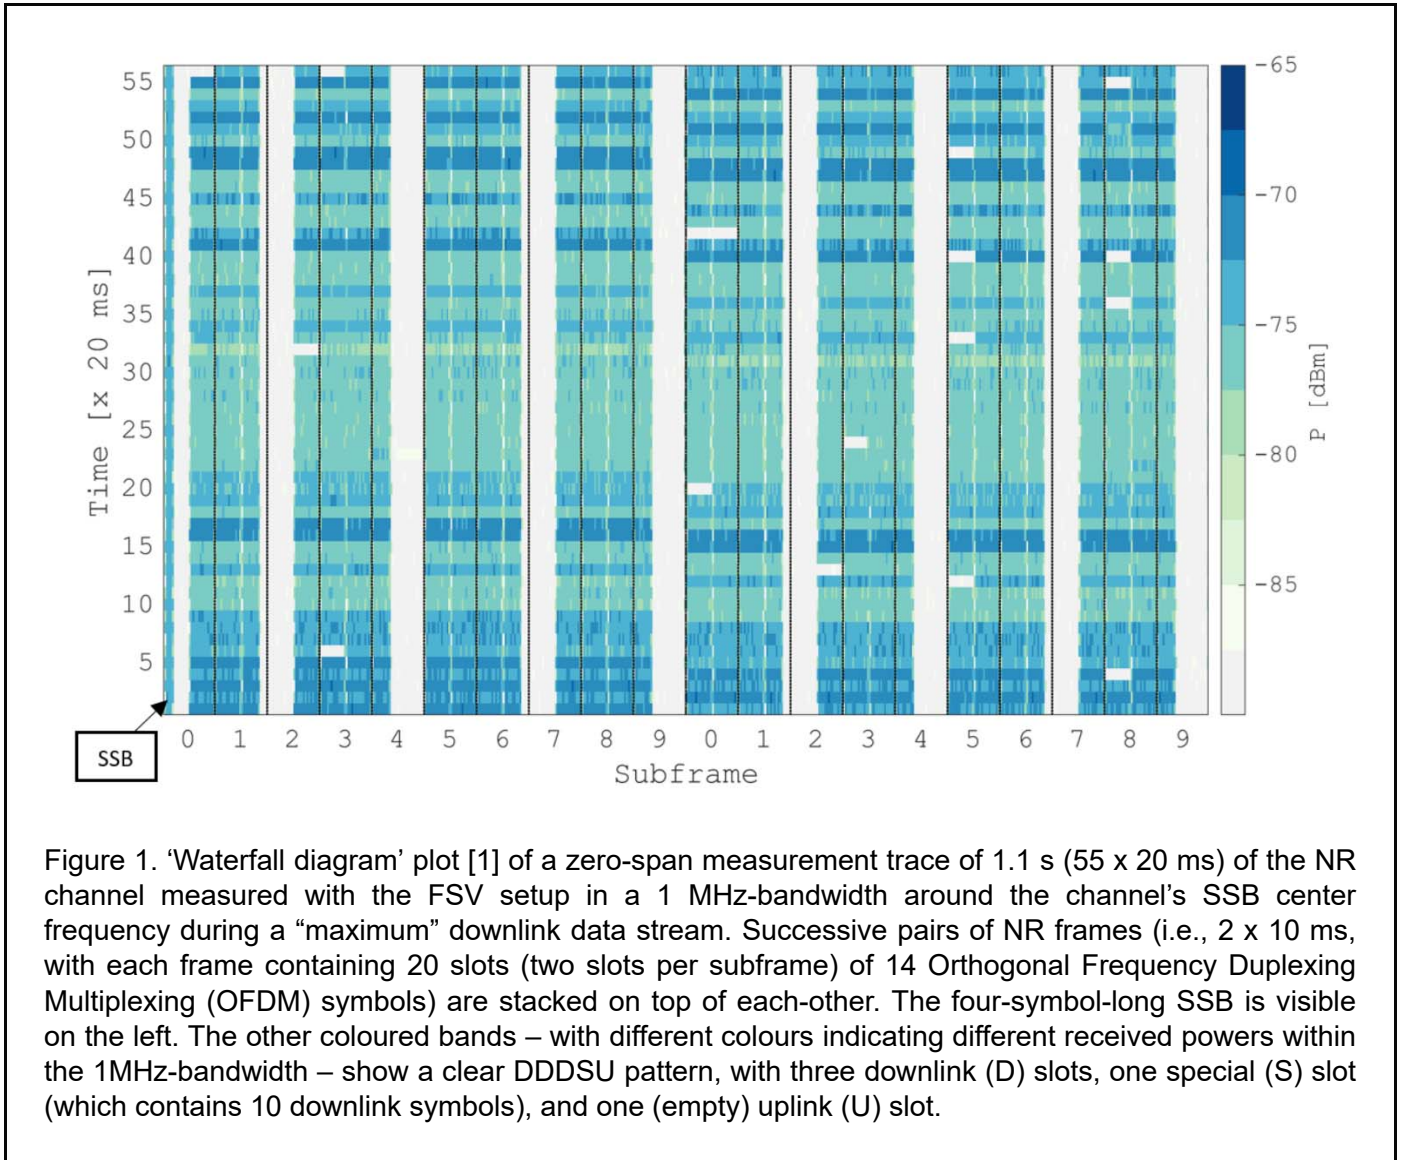 55
50
45
40
35
30
25
20
15
10
5
Time [x 20 ms]
-65
-70
-75
-80
-85
P [dBm]
0 1 2 3 4 5 6 7 8 9 0 1 2 3 4 5 6 7 8 9
Subframe
SSB
Figure 1. ‘Waterfall diagram’ plot [1] of a zero-span measurement trace of 1.1 s (55 x 20 ms) of the NR
channel measured with the FSV setup in a 1 MHz-bandwidth around the channel’s SSB center
frequency during a “maximum” downlink data stream. Successive pairs of NR frames (i.e., 2 x 10 ms,
with each frame containing 20 slots (two slots per subframe) of 14 Orthogonal Frequency Duplexing
Multiplexing (OFDM) symbols) are stacked on top of each-other. The four-symbol-long SSB is visible
on the left. The other coloured bands – with different colours indicating different received powers within
the 1MHz-bandwidth – show a clear DDDSU pattern, with three downlink (D) slots, one special (S) slot
(which contains 10 downlink symbols), and one (empty) uplink (U) slot.